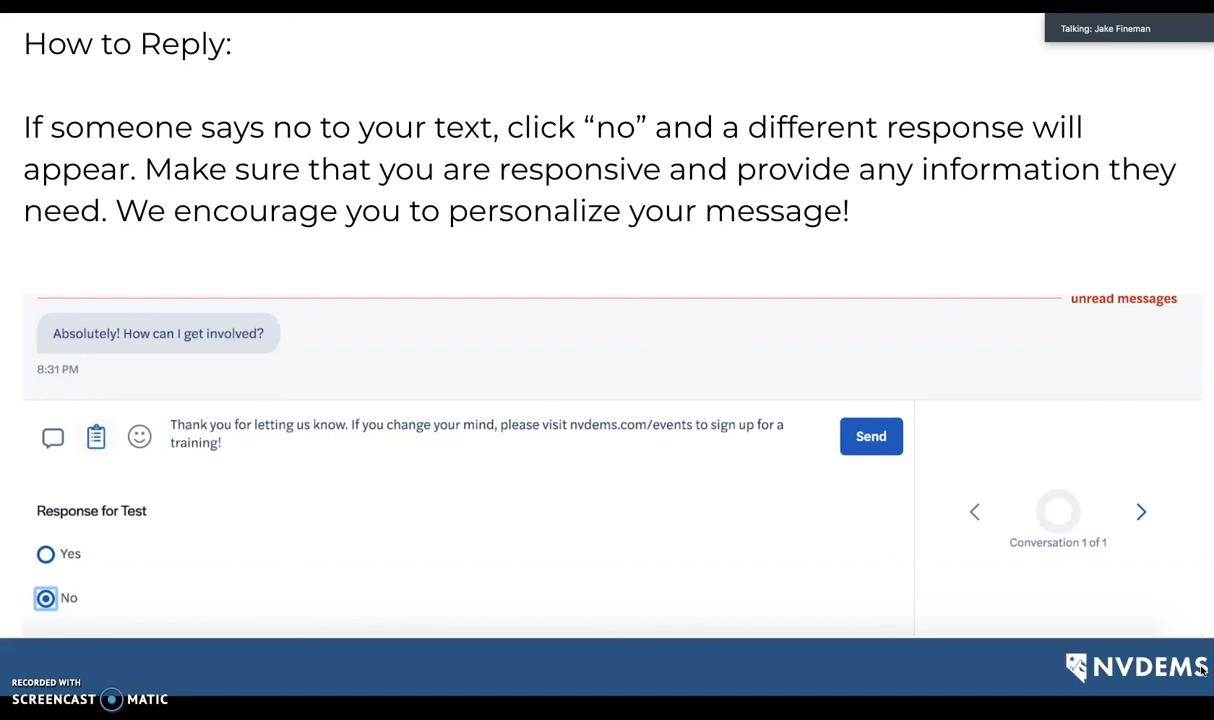 Talking: Jake Fineman
How to Reply:
If someone says no to your text, click “no” and a different response will
appear. Make sure that you are responsive and provide any information they
need. We encourage you to personalize your message!
unread messages
Absolutely! How can I get involved?
8:31 PM
Thank you for letting us know. If you change your mind, please visit nvdems.com/events to sign up for a
training!
Send
Response for Test
Yes
No
Conversation 1 of 1
NVDEMS
RECORDED WITH
SCREENCAST MATIC